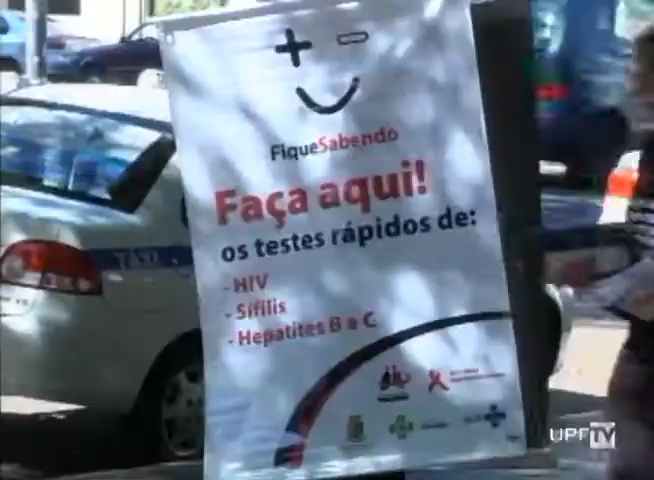 + -
FiqueSabendo
Faça aqui!
os testes rápidos de:
- HIV
- Sífilis
- Hepatites B e C
TAXI
UPFTV